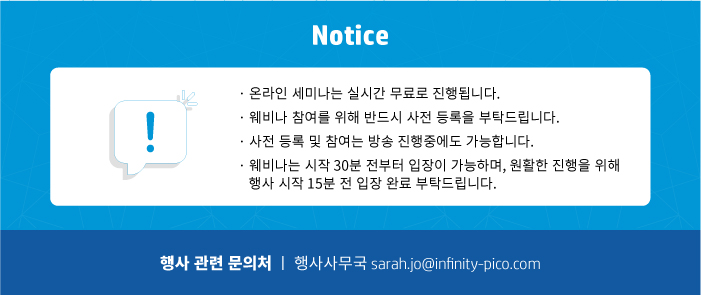 Notice
!
· 온라인 세미나는 실시간 무료로 진행됩니다.
· 웨비나 참여를 위해 반드시 사전 등록을 부탁드립니다.
· 사전 등록 및 참여는 방송 진행중에도 가능합니다.
· 웨비나는 시작 30분 전부터 입장이 가능하며, 원활한 진행을 위해
행사 시작 15분 전 입장 완료 부탁드립니다.
행사 관련 문의처 ㅣ 행사사무국 sarah.jo@infinity-pico.com